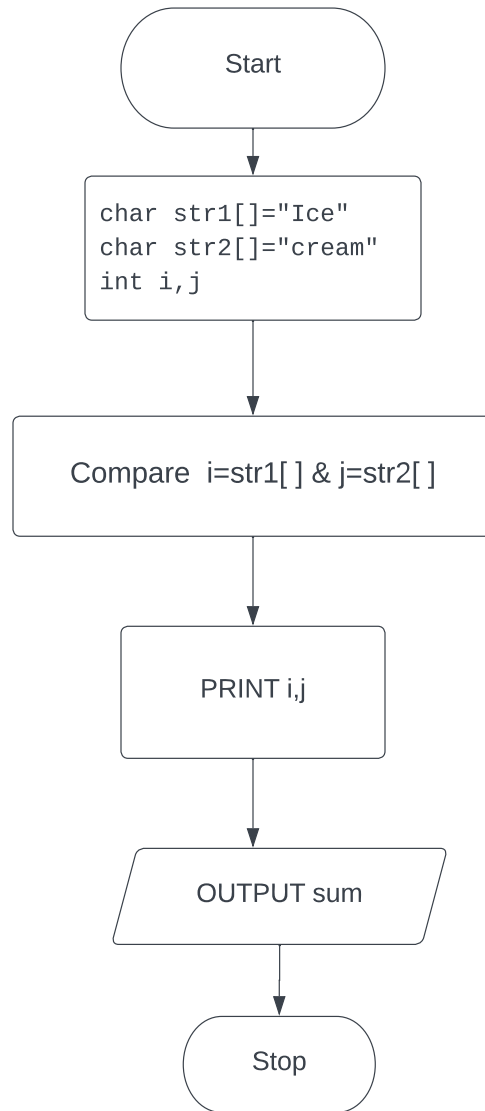 Start
char str1[]="Ice"
char str2[]="cream"
int i,j
Compare  i=str1[ ] & j=str2[ ]
PRINT i,j
OUTPUT sum
Stop